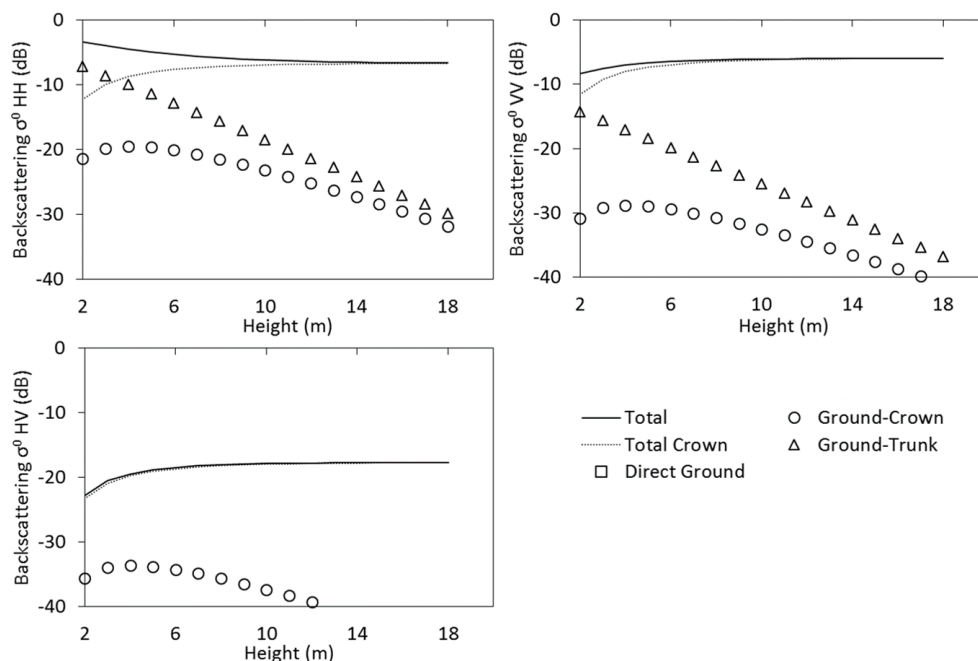 0
-10
-20
-30
-40
Backscattering σ⁰ HH (dB)
2 6 10 14 18
Height (m)
0
-10
-20
-30
-40
Backscattering σ⁰ VV (dB)
2 6 10 14 18
Height (m)
0
-10
-20
-30
-40
Backscattering σ⁰ HV (dB)
2 6 10 14 18
Height (m)
Total
Ground-Crown
Total Crown
Ground-Trunk
Direct Ground